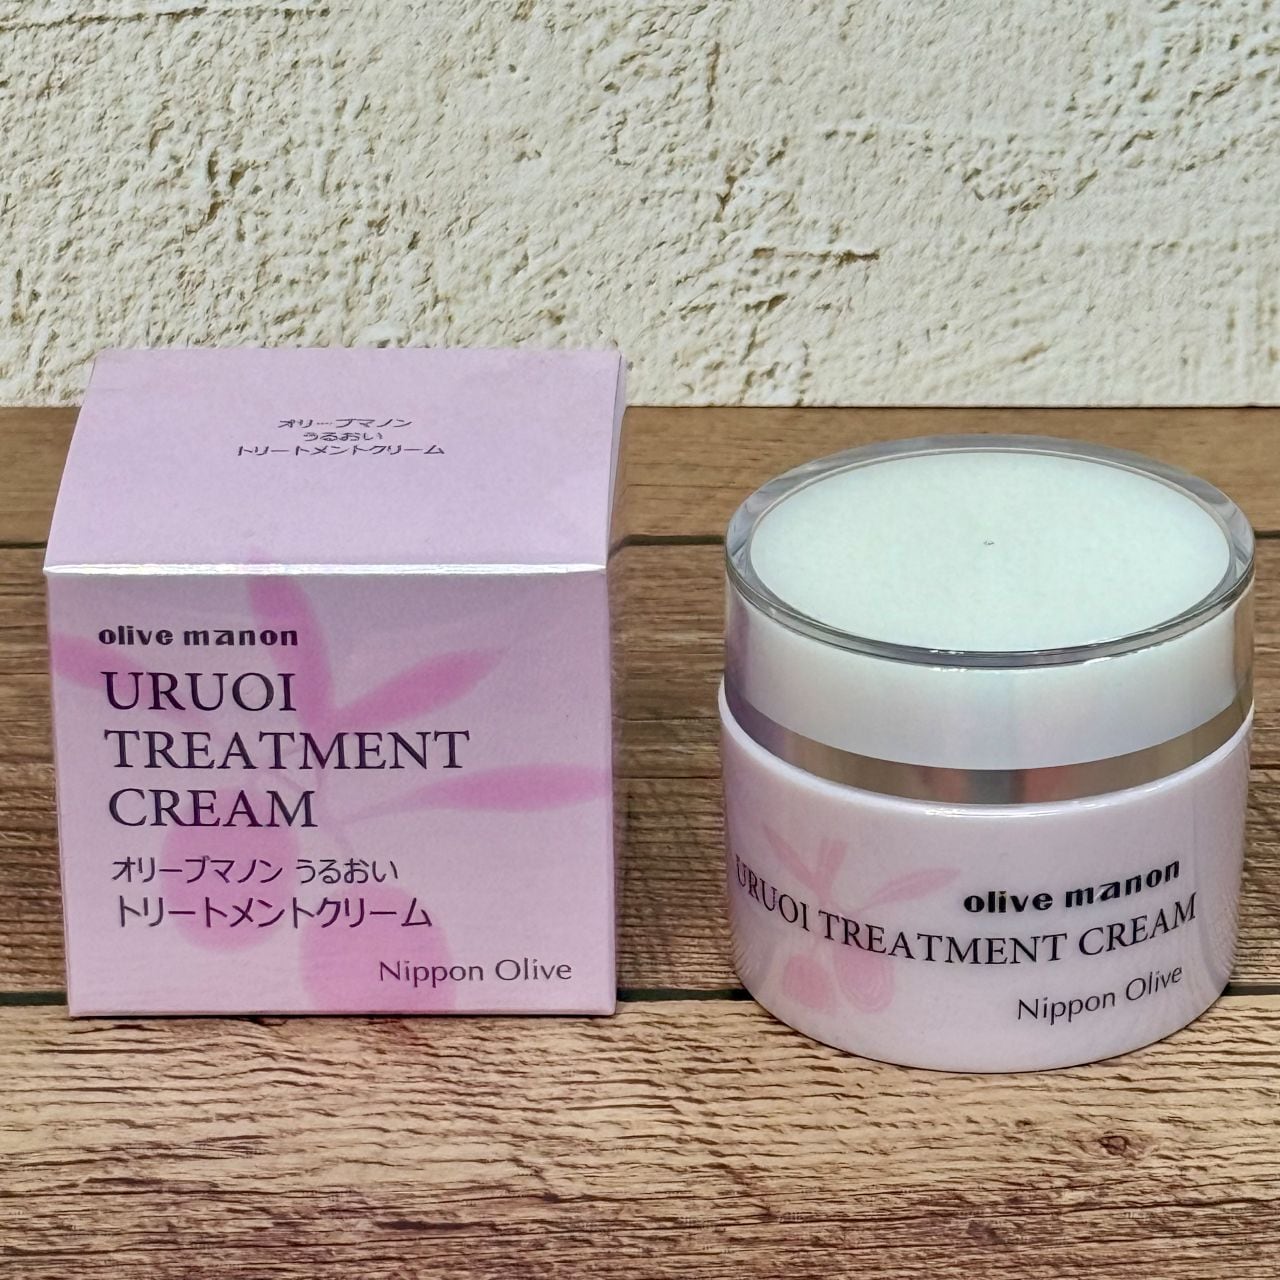 オリーブマノン
うるおい
トリートメントクリーム
olive manon
URUOI
TREATMENT
CREAM
オリーブマノン うるおい
トリートメントクリーム
Nippon Olive
olive manon
URUOI TREATMENT CREAM
Nippon Olive